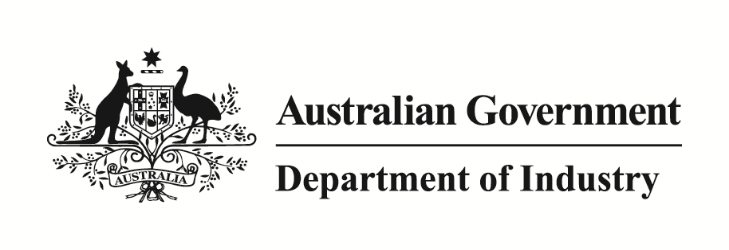 Australian Government
Department of Industry
AUSTRALIA